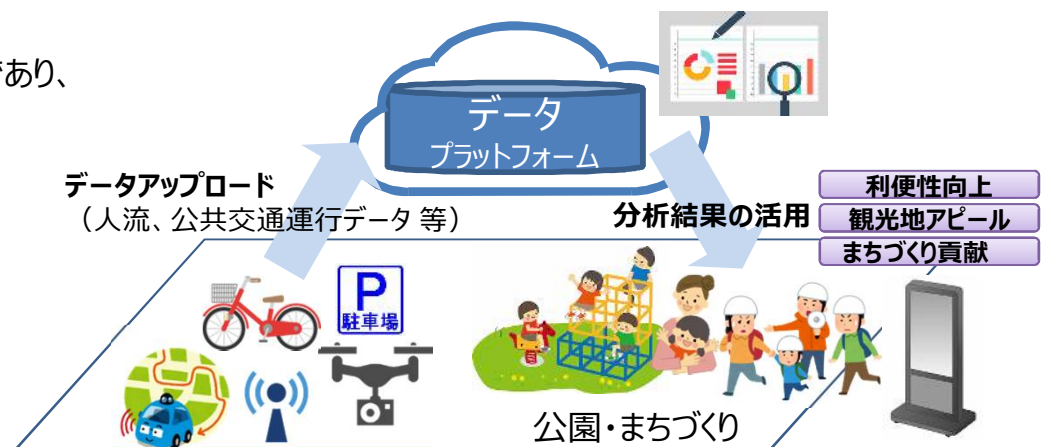 であり、
データ
プラットフォーム
データアップロード
（人流、公共交通運行データ 等）
分析結果の活用
利便性向上
観光地アピール
まちづくり貢献
P
駐車場
公園・まちづくり